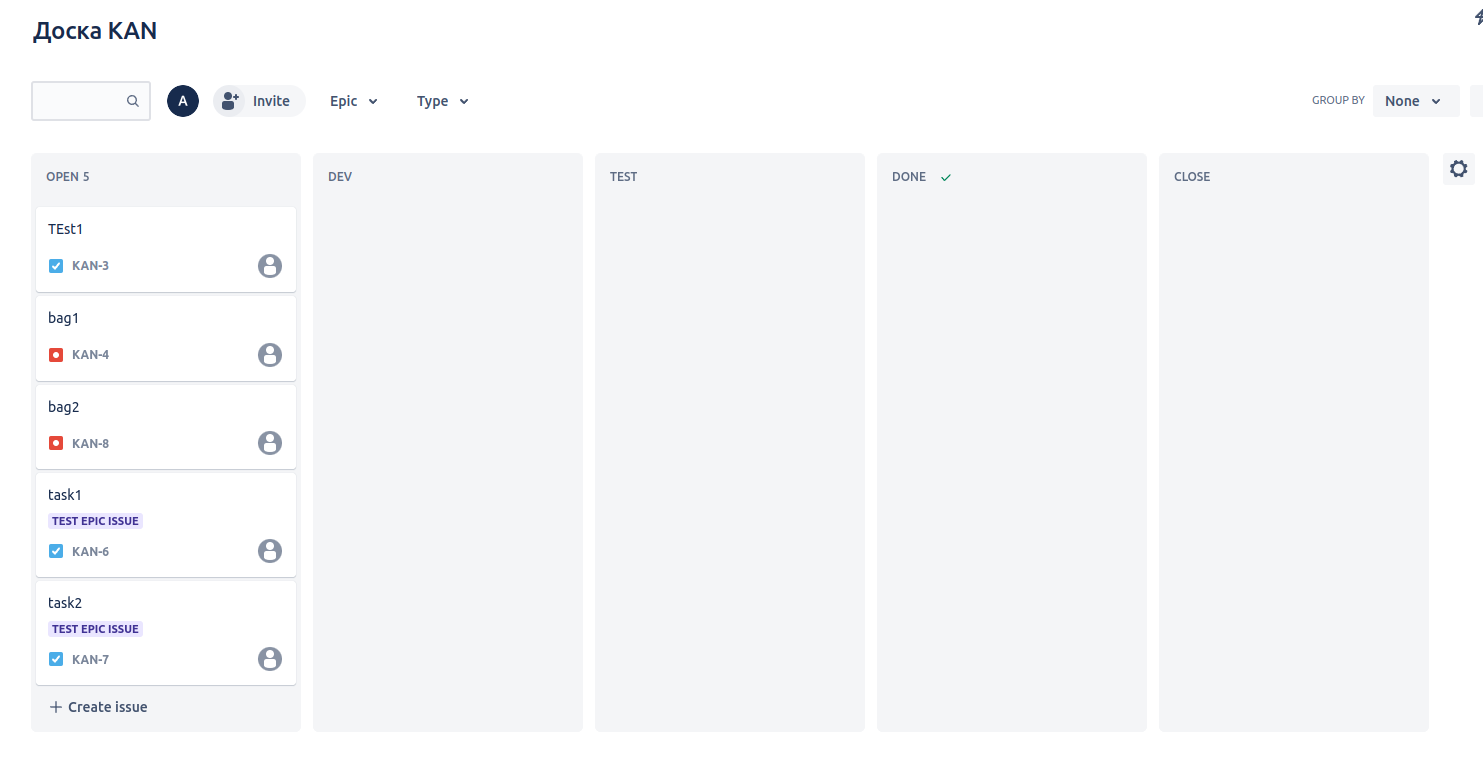 Доска KAN
A
Invite
Epic
Type
GROUP BY
None
OPEN 5
TEst1
KAN-3
bag1
KAN-4
bag2
KAN-8
task1
TEST EPIC ISSUE
KAN-6
task2
TEST EPIC ISSUE
KAN-7
+ Create issue
DEV
TEST
DONE
CLOSE